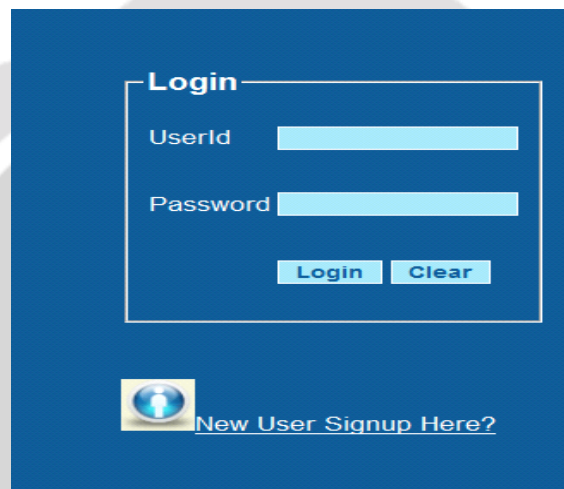 Login
UserId
Password
Login Clear
New User Signup Here?